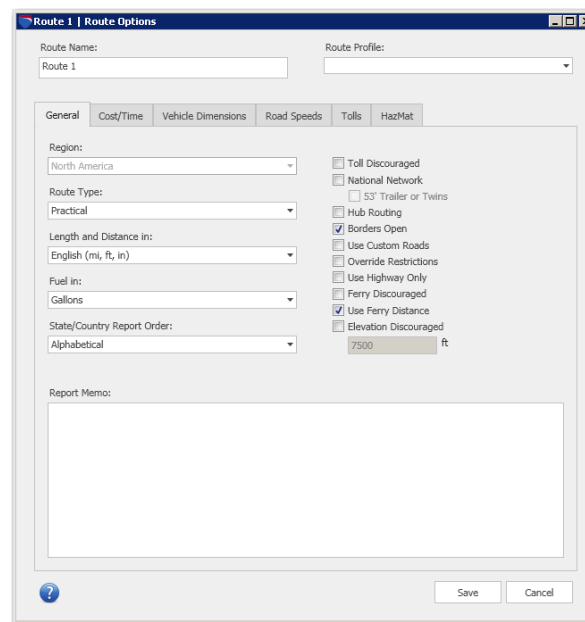 Route 1 | Route Options
Route Name:
Route Profile:
Route 1
General Cost/Time Vehicle Dimensions Road Speeds Tolls HazMat
Region:
North America
Route Type:
Practical
Length and Distance in:
English (mi, ft, in)
Fuel in:
Gallons
State/Country Report Order:
Alphabetical
Toll Discouraged
National Network
53' Trailer or Twins
Hub Routing
Borders Open
Use Custom Roads
Override Restrictions
Use Highway Only
Ferry Discouraged
Use Ferry Distance
Elevation Discouraged
7500 ft
Report Memo:
?
Save Cancel